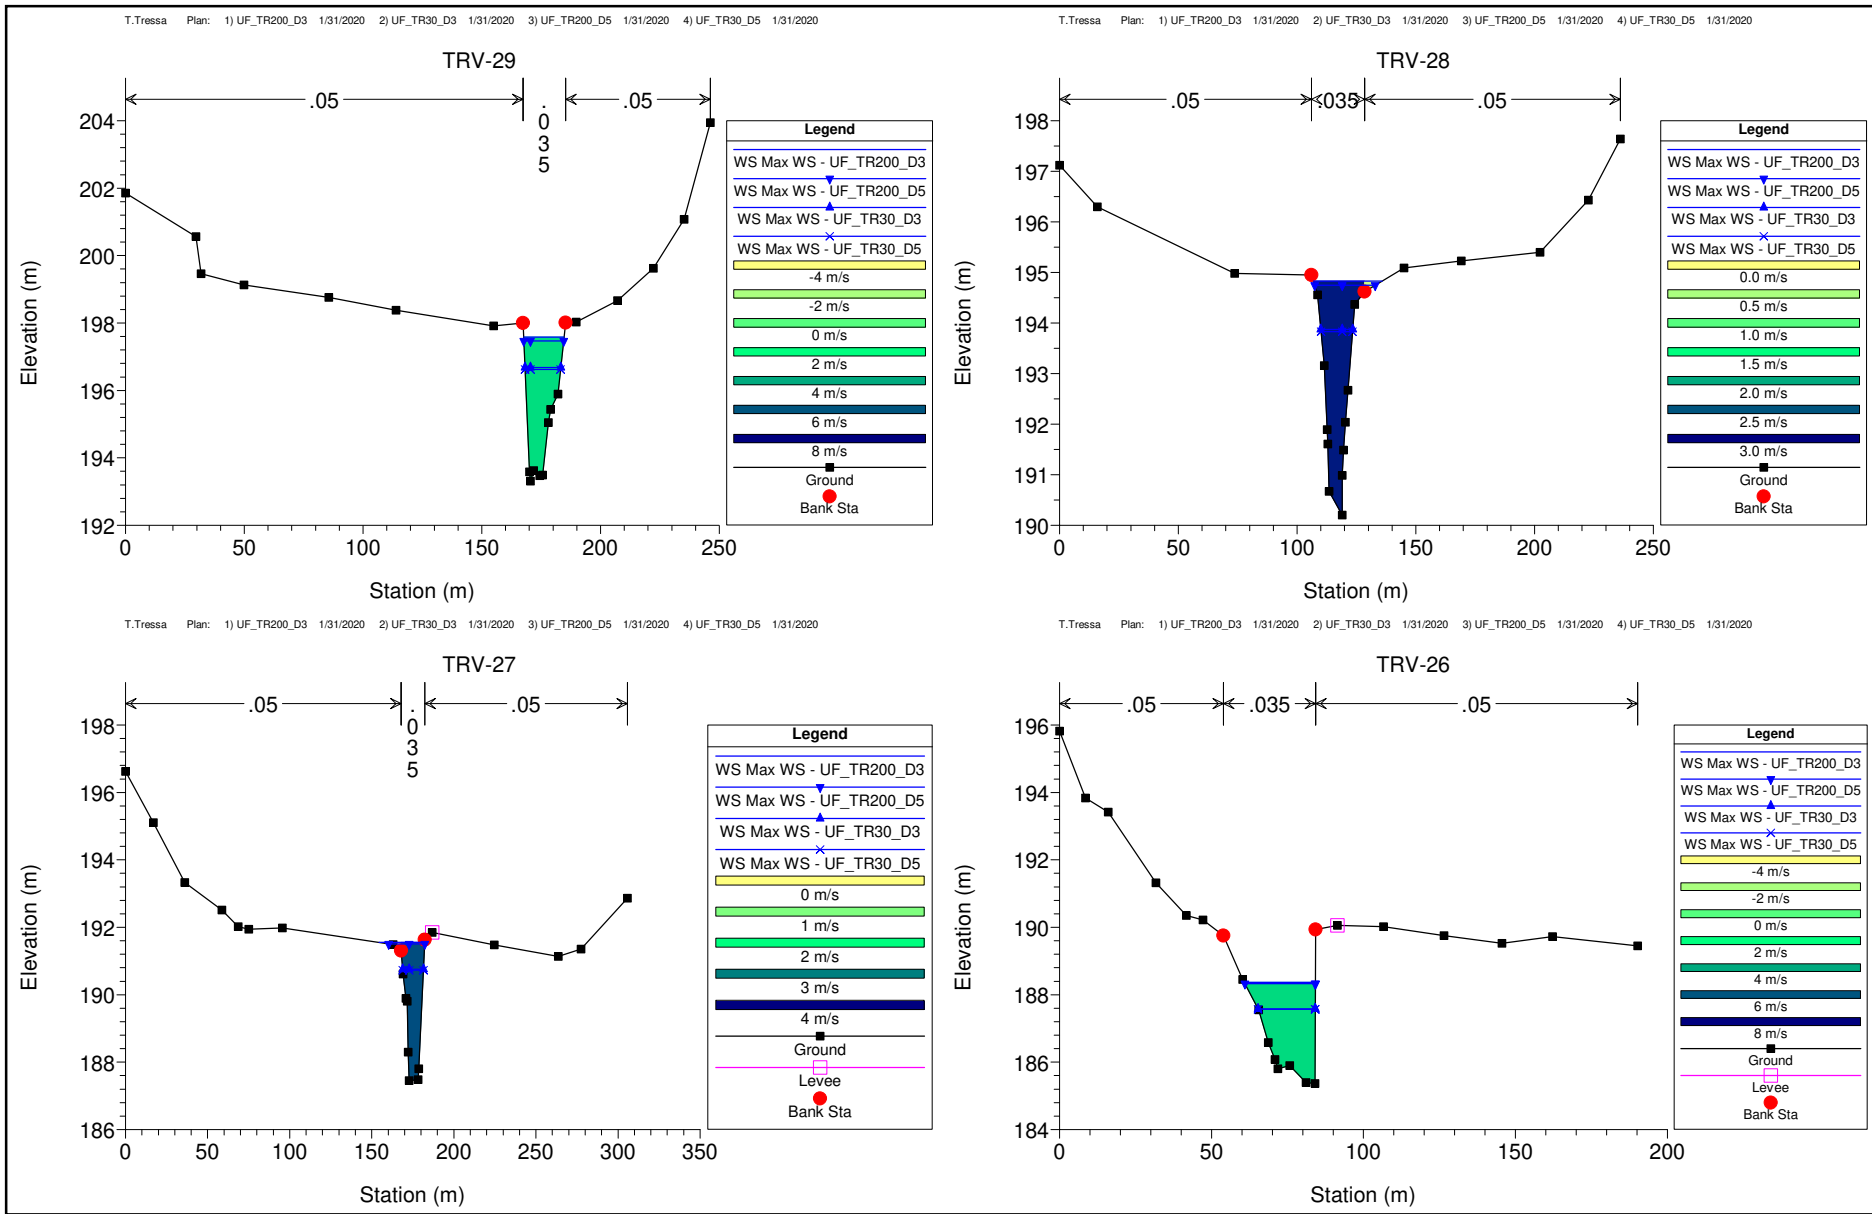 T.Tressa Plan: 1) UF_TR200_D3 1/31/2020 2) UF_TR30_D3 1/31/2020 3) UF_TR200_D5 1/31/2020 4) UF_TR30_D5 1/31/2020
TRV-29
.05
.035
.05
204
202
200
198
196
194
192
Elevation (m)
0 50 100 150 200 250
Station (m)
Legend
WS Max WS - UF_TR200_D3
WS Max WS - UF_TR200_D5
WS Max WS - UF_TR30_D3
WS Max WS - UF_TR30_D5
-4 m/s
-2 m/s
0 m/s
2 m/s
4 m/s
6 m/s
8 m/s
Ground
Bank Sta
T.Tressa Plan: 1) UF_TR200_D3 1/31/2020 2) UF_TR30_D3 1/31/2020 3) UF_TR200_D5 1/31/2020 4) UF_TR30_D5 1/31/2020
TRV-28
.05
.035
.05
198
197
196
195
194
193
192
191
190
Elevation (m)
0 50 100 150 200 250
Station (m)
Legend
WS Max WS - UF_TR200_D3
WS Max WS - UF_TR200_D5
WS Max WS - UF_TR30_D3
WS Max WS - UF_TR30_D5
0.0 m/s
0.5 m/s
1.0 m/s
1.5 m/s
2.0 m/s
2.5 m/s
3.0 m/s
Ground
Bank Sta
T.Tressa Plan: 1) UF_TR200_D3 1/31/2020 2) UF_TR30_D3 1/31/2020 3) UF_TR200_D5 1/31/2020 4) UF_TR30_D5 1/31/2020
TRV-27
.05
.035
.05
198
196
194
192
190
188
186
Elevation (m)
0 50 100 150 200 250 300 350
Station (m)
Legend
WS Max WS - UF_TR200_D3
WS Max WS - UF_TR200_D5
WS Max WS - UF_TR30_D3
WS Max WS - UF_TR30_D5
0 m/s
1 m/s
2 m/s
3 m/s
4 m/s
Ground
Levee
Bank Sta
T.Tressa Plan: 1) UF_TR200_D3 1/31/2020 2) UF_TR30_D3 1/31/2020 3) UF_TR200_D5 1/31/2020 4) UF_TR30_D5 1/31/2020
TRV-26
.05
.035
.05
196
194
192
190
188
186
184
Elevation (m)
0 50 100 150 200
Station (m)
Legend
WS Max WS - UF_TR200_D3
WS Max WS - UF_TR200_D5
WS Max WS - UF_TR30_D3
WS Max WS - UF_TR30_D5
-4 m/s
-2 m/s
0 m/s
2 m/s
4 m/s
6 m/s
8 m/s
Ground
Levee
Bank Sta